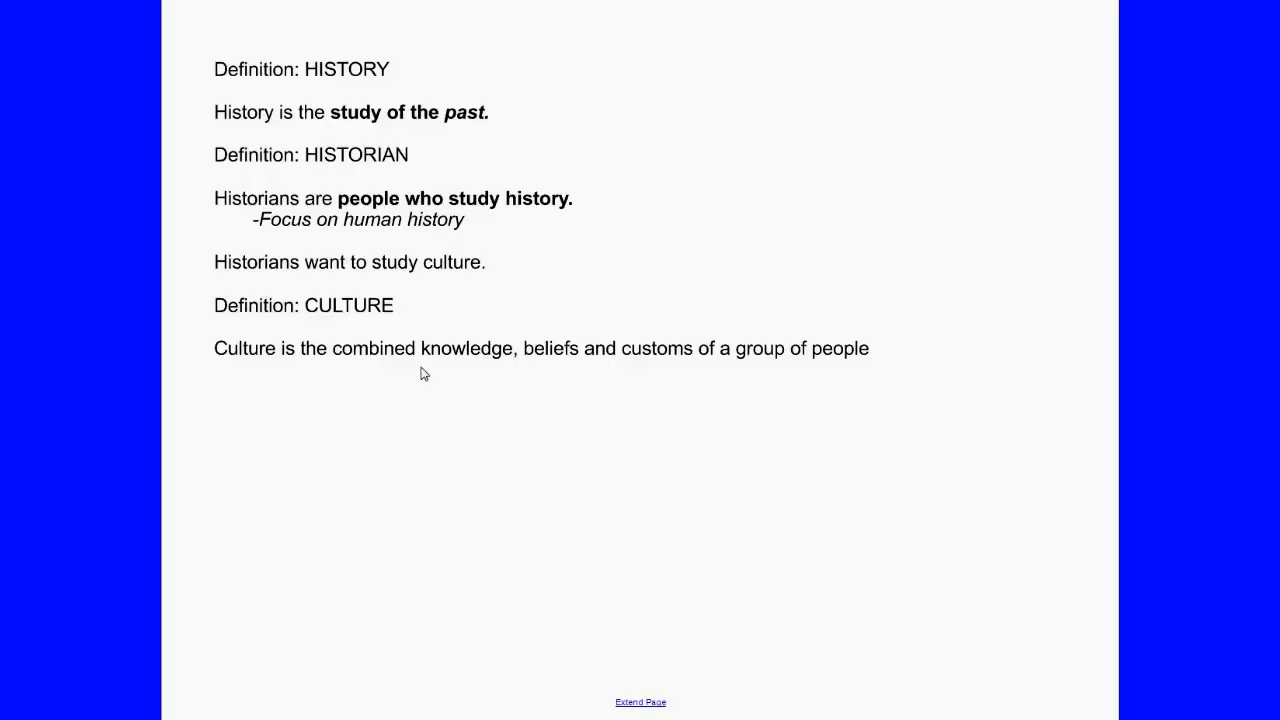 Definition: HISTORY
History is the study of the past.
Definition: HISTORIAN
Historians are people who study history.
-Focus on human history
Historians want to study culture.
Definition: CULTURE
Culture is the combined knowledge, beliefs and customs of a group of people
Extend Page